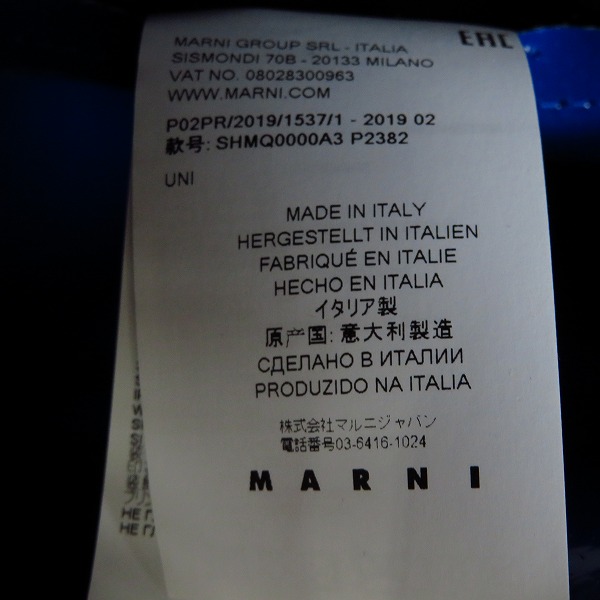 MARNI GROUP SRL - ITALIA
EAC
SISMONDI 70B - 20133 MILANO
VAT NO. 08028300963
WWW.MARNI.COM
P02PR/2019/1537/1 - 2019 02
款号: SHMQ0000A3 P2382
UNI
MADE IN ITALY
HERGESTELLT IN ITALIEN
FABRIQUÉ EN ITALIE
HECHO EN ITALIA
イタリア製
原产国: 意大利製造
СДЕЛАНО В ИТАЛИИ
PRODUZIDO NA ITALIA
株式会社マルニジャパン
電話番号03-6416-1024
MARNI